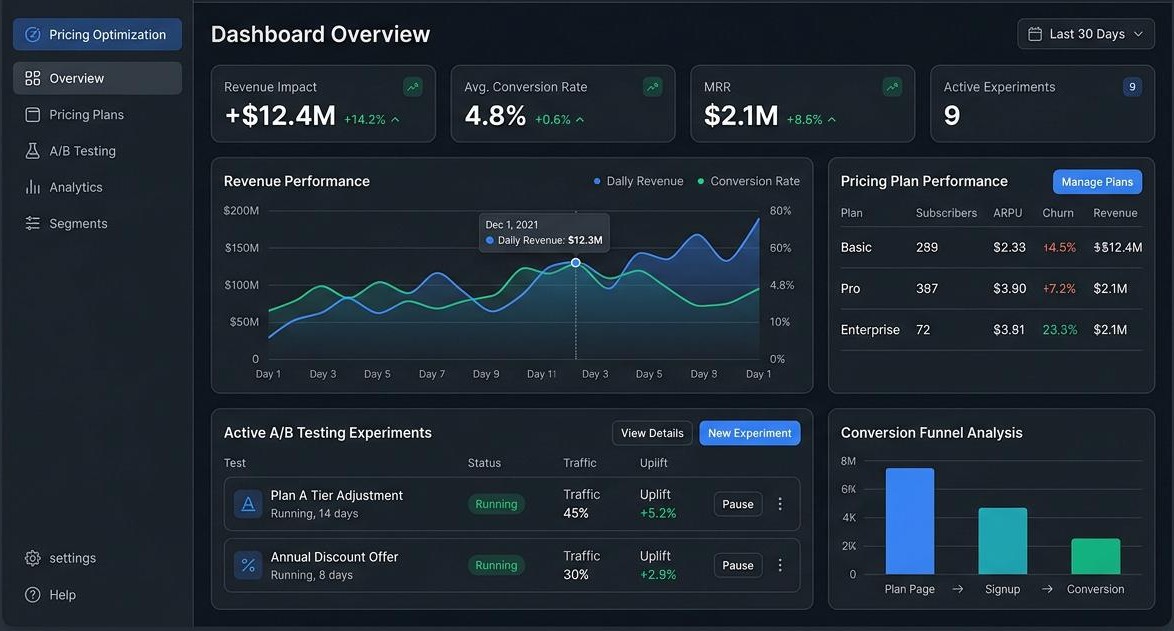 Pricing Optimization
Overview
Pricing Plans
A/B Testing
Analytics
Segments
settings
Help
Dashboard Overview
Last 30 Days
Revenue Impact
+$12.4M +14.2%
Avg. Conversion Rate
4.8% +0.6%
MRR
$2.1M +8.6%
Active Experiments 9
9
Revenue Performance
Dally Revenue Conversion Rate
$200M
$150M
$100M
$50M
0
80%
60%
4.8%
10%
0%
Dec 1, 2021
Daily Revenue: $12.3M
Day 1 Day 3 Day 5 Day 7 Day 9 Day 11 Day 3 Day 5 Day 8 Day 1
Pricing Plan Performance
Manage Plans
Plan Subscribers ARPU Churn Revenue
Basic 289 $2.33 ↑4.5% $12.4M
Pro 387 $3.90 +7.2% $2.1M
Enterprise 72 $3.81 23.3% $2.1M
Active A/B Testing Experiments
View Details New Experiment
Test Status Traffic Uplift
Plan A Tier Adjustment
Running, 14 days
Running
Traffic
45%
Uplift
+5.2%
Pause
Annual Discount Offer
Running, 8 days
Running
Traffic
30%
Uplift
+2.9%
Pause
Conversion Funnel Analysis
8M
4K
0
Plan Page → Signup → Conversion